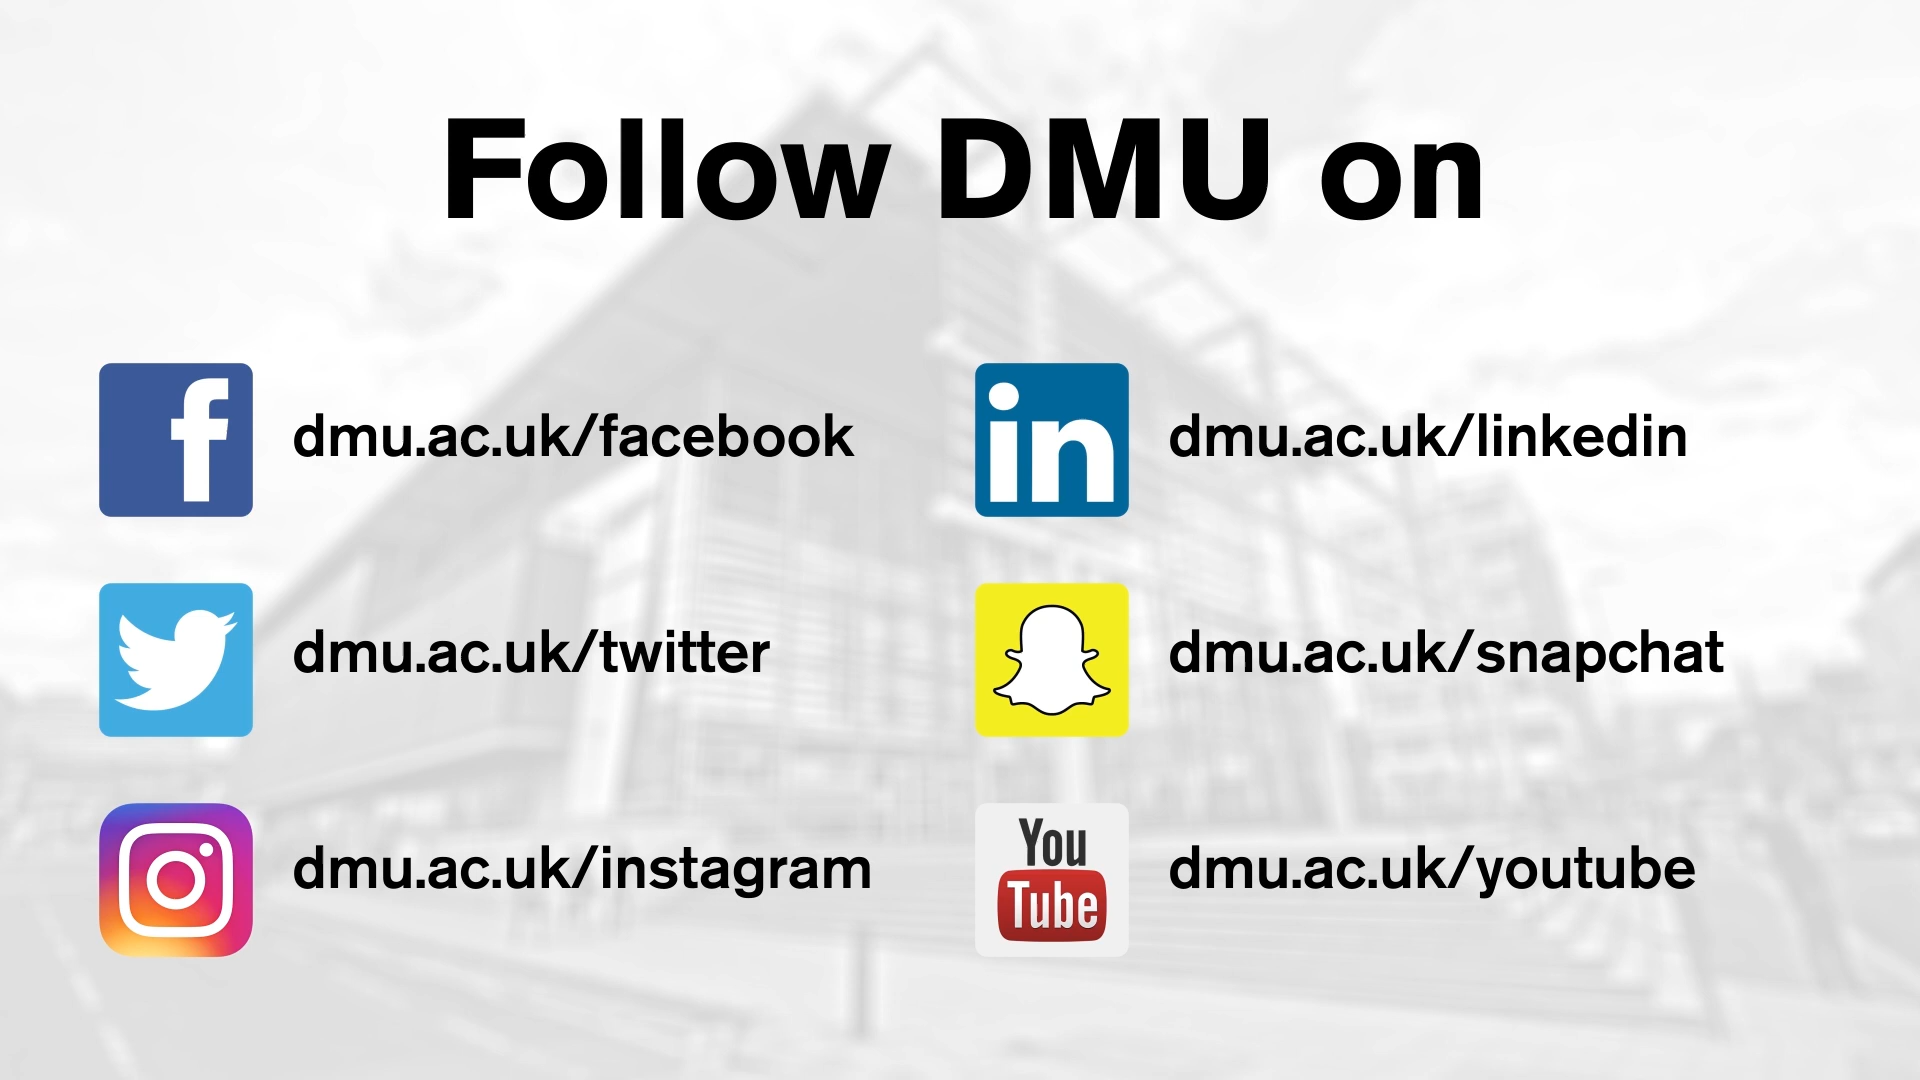 Follow DMU on
f
dmu.ac.uk/facebook
in
dmu.ac.uk/linkedin
dmu.ac.uk/twitter
dmu.ac.uk/snapchat
dmu.ac.uk/instagram
You
Tube
dmu.ac.uk/youtube